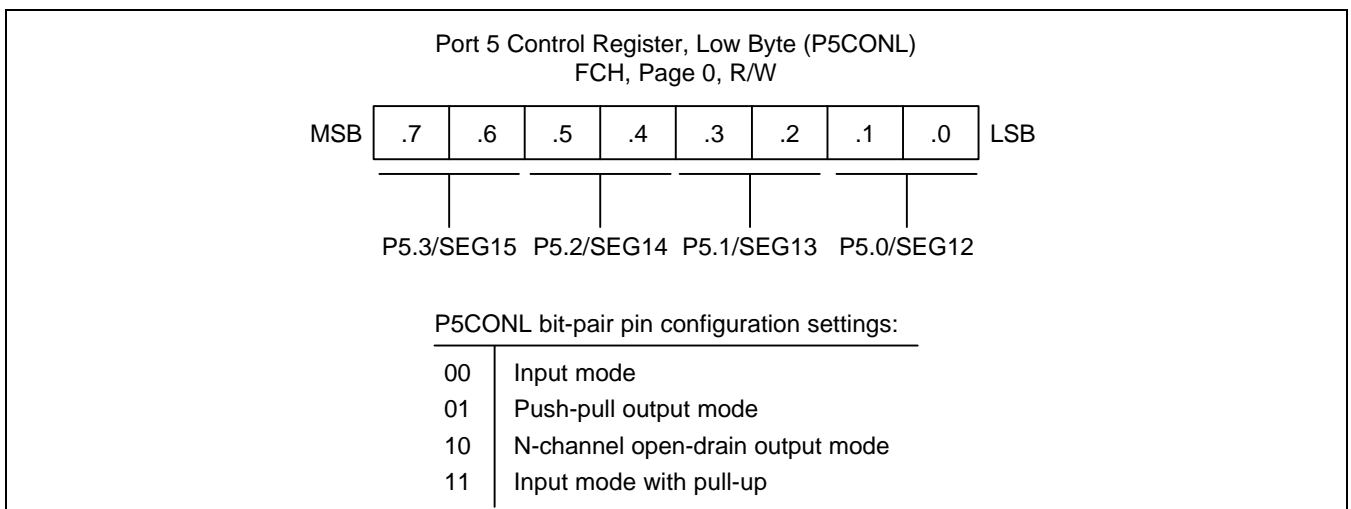 Port 5 Control Register, Low Byte (P5CONL)
FCH, Page 0, R/W
MSB .7 .6 .5 .4 .3 .2 .1 .0 LSB
P5.3/SEG15 P5.2/SEG14 P5.1/SEG13 P5.0/SEG12
P5CONL bit-pair pin configuration settings:
00 Input mode
01 Push-pull output mode
10 N-channel open-drain output mode
11 Input mode with pull-up